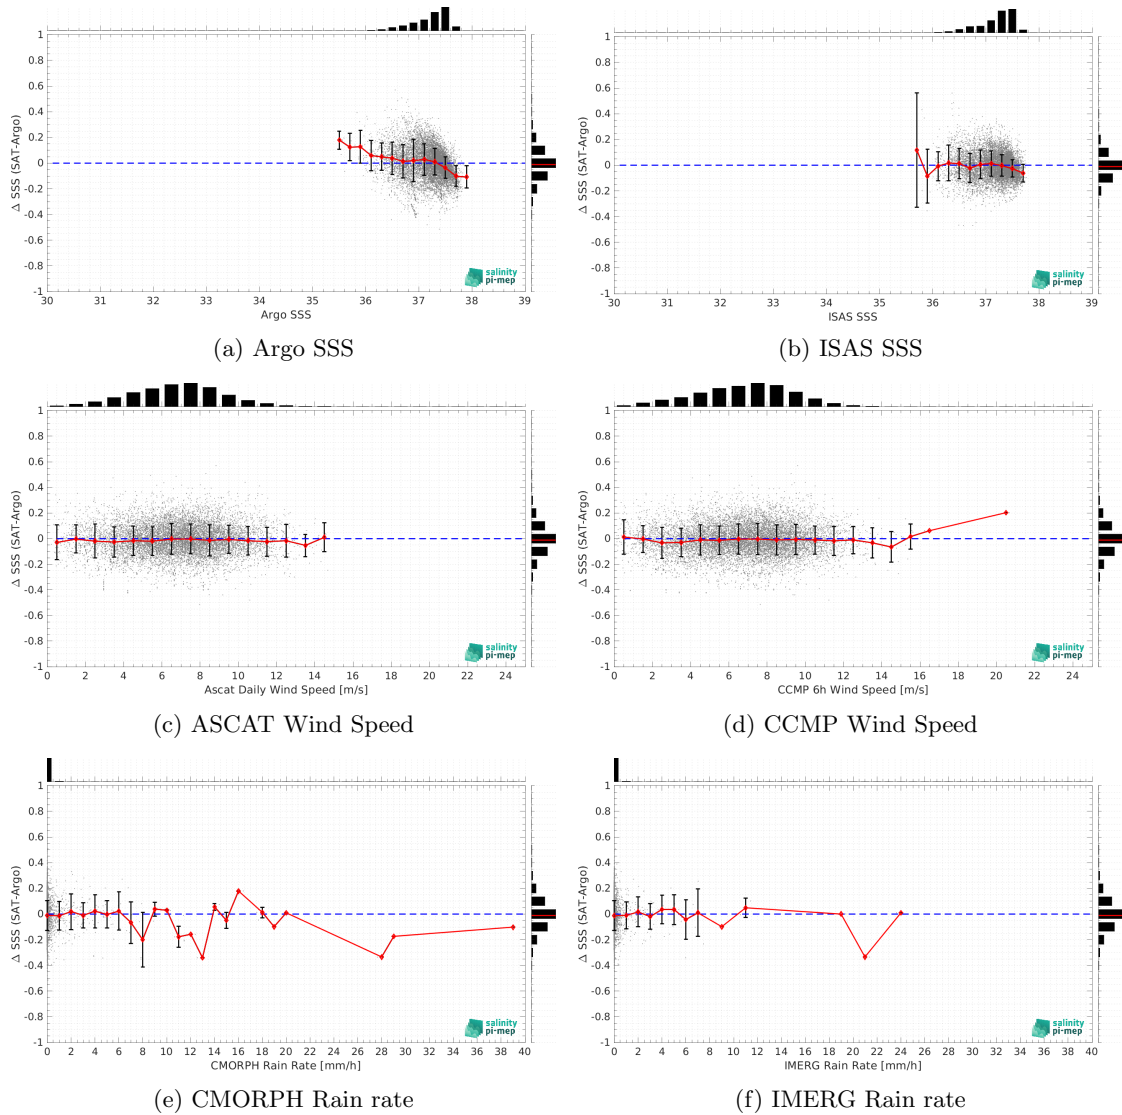 1
0.8
0.6
0.4
0.2
0
-0.2
-0.4
-0.6
-0.8
-1
Δ SSS (SAT-Argo)
30 31 32 33 34 35 36 37 38 39
Argo SSS
salinity
pi-mep
(a) Argo SSS
1
0.8
0.6
0.4
0.2
0
-0.2
-0.4
-0.6
-0.8
-1
Δ SSS (SAT-Argo)
30 31 32 33 34 35 36 37 38 39
ISAS SSS
salinity
pi-mep
(b) ISAS SSS
1
0.8
0.6
0.4
0.2
0
-0.2
-0.4
-0.6
-0.8
-1
Δ SSS (SAT-Argo)
0 2 4 6 8 10 12 14 16 18 20 22 24
Ascat Daily Wind Speed [m/s]
salinity
pi-mep
(c) ASCAT Wind Speed
1
0.8
0.6
0.4
0.2
0
-0.2
-0.4
-0.6
-0.8
-1
Δ SSS (SAT-Argo)
0 2 4 6 8 10 12 14 16 18 20 22 24
CCMP 6h Wind Speed [m/s]
salinity
pi-mep
(d) CCMP Wind Speed
1
0.8
0.6
0.4
0.2
0
-0.2
-0.4
-0.6
-0.8
-1
Δ SSS (SAT-Argo)
0 2 4 6 8 10 12 14 16 18 20 22 24 26 28 30 32 34 36 38 40
CMORPH Rain Rate [mm/h]
salinity
pi-mep
(e) CMORPH Rain rate
1
0.8
0.6
0.4
0.2
0
-0.2
-0.4
-0.6
-0.8
-1
Δ SSS (SAT-Argo)
0 2 4 6 8 10 12 14 16 18 20 22 24 26 28 30 32 34 36 38 40
IMERG Rain Rate [mm/h]
salinity
pi-mep
(f) IMERG Rain rate